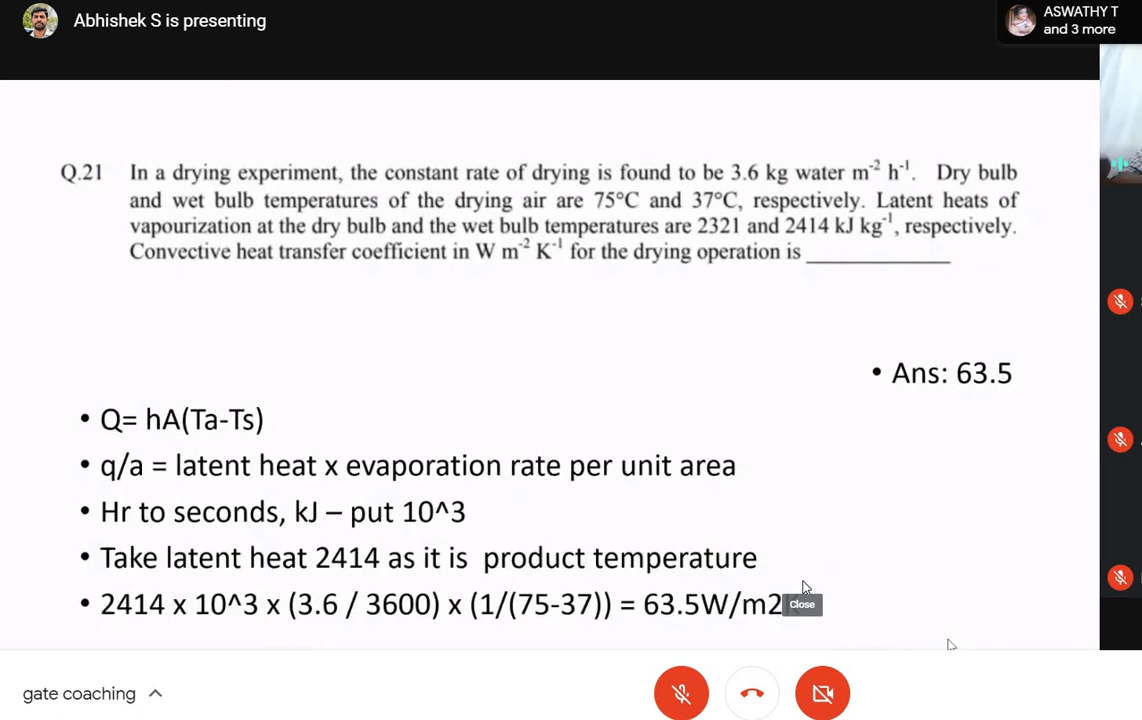 Abhishek S is presenting
ASWATHY T
and 3 more
Q.21 In a drying experiment, the constant rate of drying is found to be 3.6 kg water m⁻² h⁻¹. Dry bulb
and wet bulb temperatures of the drying air are 75°C and 37°C, respectively. Latent heats of
vapourization at the dry bulb and the wet bulb temperatures are 2321 and 2414 kJ kg⁻¹, respectively.
Convective heat transfer coefficient in W m⁻² K⁻¹ for the drying operation is ____________
• Ans: 63.5
• Q= hA(Ta-Ts)
• q/a = latent heat x evaporation rate per unit area
• Hr to seconds, kJ – put 10^3
• Take latent heat 2414 as it is product temperature
• 2414 x 10^3 x (3.6 / 3600) x (1/(75-37)) = 63.5W/m2
Close
gate coaching